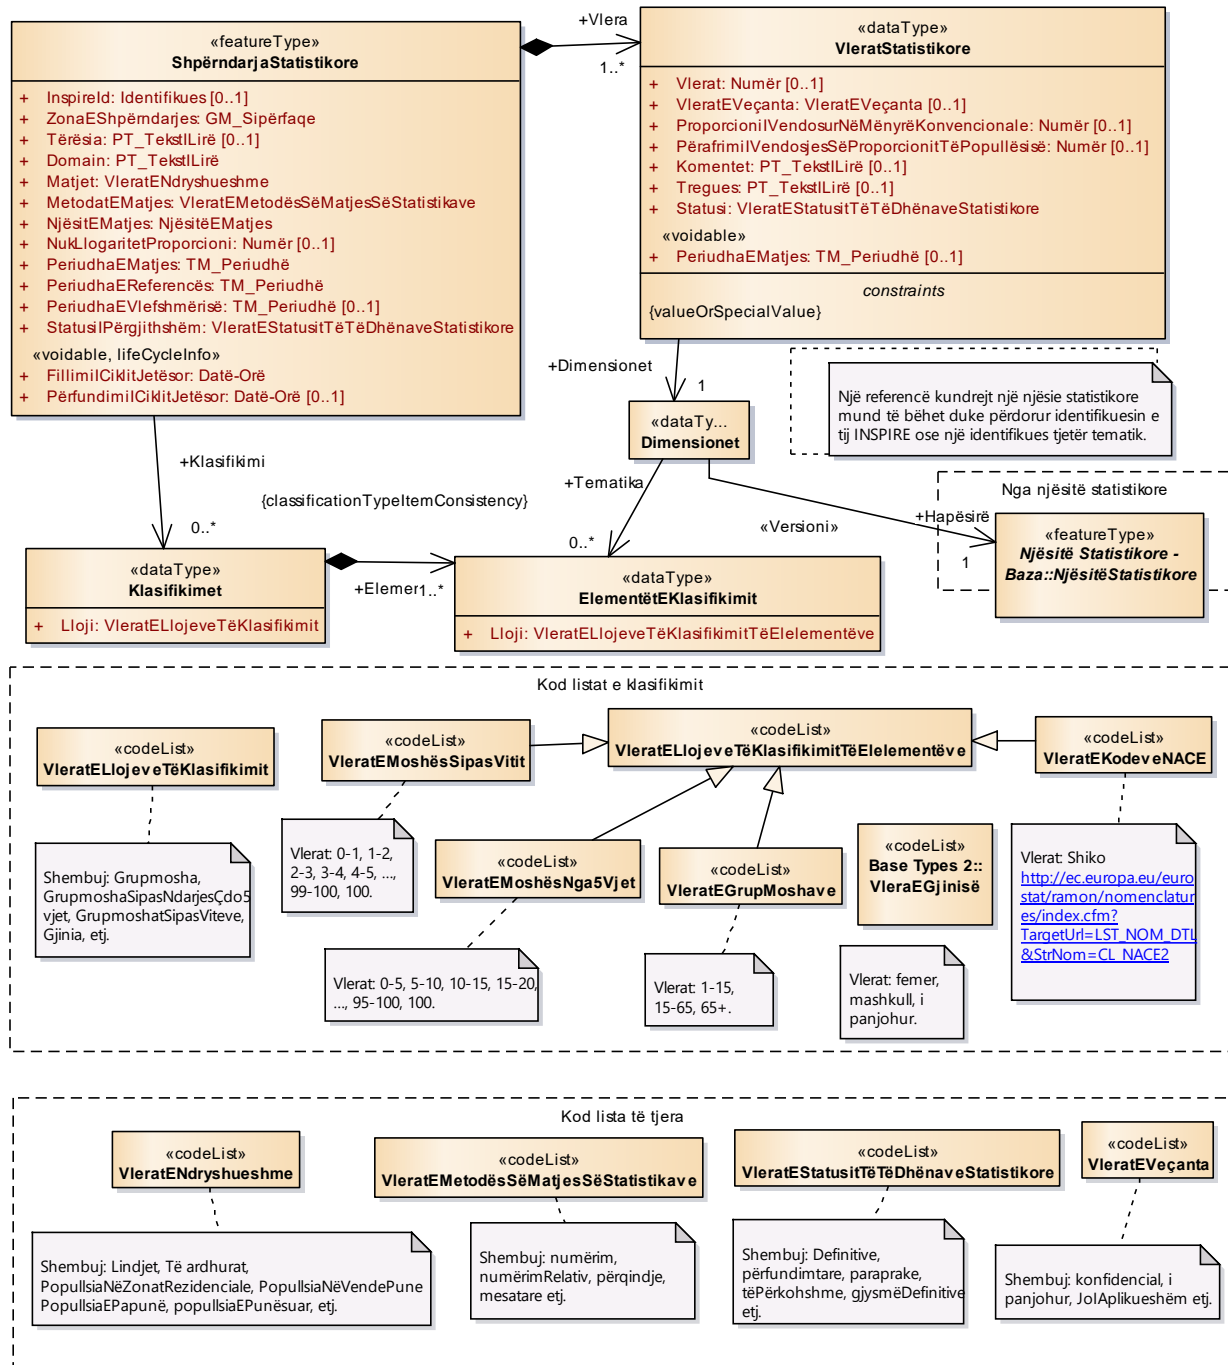 «featureType»
ShpërndarjaStatistikore
+ InspireId: Identifikues [0..1]
+ ZonaEShpërndarjes: GM_Sipërfaqe
+ Tërësia: PT_TekstILirë [0..1]
+ Domain: PT_TekstILirë
+ Matjet: VleratENdryshueshme
+ MetodatEMatjes: VleratEMetodësSëMatjesSëStatistikave
+ NjësitEMatjes: NjësitëEMatjes
+ NukLlogaritetProporcioni: Numër [0..1]
+ PeriudhaEMatjes: TM_Periudhë
+ PeriudhaEReferencës: TM_Periudhë
+ PeriudhaEVlefshmërisë: TM_Periudhë [0..1]
+ StatusiIPërgjithshëm: VleratEStatusitTëTëDhënaveStatistikore
«voidable, lifeCycleInfo»
+ FillimiICiklitJetësor: Datë-Orë
+ PërfundimiICiklitJetësor: Datë-Orë [0..1]
+Vlera
1..*
«dataType»
VleratStatistikore
+ Vlerat: Numër [0..1]
+ VleratEVeçanta: VleratEVeçanta [0..1]
+ ProporcioniIVendosurNëMënyrëKonvencionale: Numër [0..1]
+ PërafrimiIVendosjesSëProporcionitTëPopullësisë: Numër [0..1]
+ Komentet: PT_TekstILirë [0..1]
+ Tregues: PT_TekstILirë [0..1]
+ Statusi: VleratEStatusitTëTëDhënaveStatistikore
«voidable»
+ PeriudhaEMatjes: TM_Periudhë [0..1]
constraints
{valueOrSpecialValue}
+Dimensionet
1
Një referencë kundrejt një njësie statistikore
mund të bëhet duke përdorur identifikuesin e
tij INSPIRE ose një identifikues tjetër tematik.
«dataTy...
Dimensionet
+Klasifikimi
0..*
{classificationTypeItemConsistency}
+Tematika
0..*
«Versioni»
+Hapësirë
1
Nga njësitë statistikore
«featureType»
Njësitë Statistikore -
Baza::NjësitëStatistikore
«dataType»
Klasifikimet
+ Lloji: VleratELlojeveTëKlasifikimit
+Elemer
1..*
«dataType»
ElementëtEKlasifikimit
+ Lloji: VleratELlojeveTëKlasifikimitTëElelementëve
Kod listat e klasifikimit
«codeList»
VleratELlojeveTëKlasifikimit
«codeList»
VleratEMoshësSipasVitit
«codeList»
VleratELlojeveTëKlasifikimitTëElelementëve
«codeList»
VleratEKodeveNACE
Shembuj: Grupmosha,
GrupmoshaSipasNdarjesÇdo5
vjet, GrupmoshatSipasViteve,
Gjinia, etj.
Vlerat: 0-1, 1-2,
2-3, 3-4, 4-5, ...,
99-100, 100.
«codeList»
VleratEMoshësNga5Vjet
«codeList»
VleratEGrupMoshave
«codeList»
Base Types 2::
VleraEGjinisë
Vlerat: Shiko
http://ec.europa.eu/euro
stat/ramon/nomenclatur
es/index.cfm?
TargetUrl=LST_NOM_DTL
&StrNom=CL_NACE2
Vlerat: 0-5, 5-10, 10-15, 15-20,
..., 95-100, 100.
Vlerat: 1-15,
15-65, 65+.
Vlerat: femer,
mashkull, i
panjohur.
Kod lista të tjera
«codeList»
VleratENdryshueshme
«codeList»
VleratEMetodësSëMatjesSëStatistikave
«codeList»
VleratEStatusitTëTëDhënaveStatistikore
«codeList»
VleratEVeçanta
Shembuj: Lindjet, Të ardhurat,
PopullsiaNëZonatRezidenciale, PopullsiaNëVendePune
PopullsiaEPapunë, popullsiaEPunësuar, etj.
Shembuj: numërim,
numërimRelativ, përqindje,
mesatare etj.
Shembuj: Definitive,
përfundimtare, paraprake,
tëPërkohshme, gjysmëDefinitive
etj.
Shembuj: konfidencial, i
panjohur, JoIAplikueshëm etj.